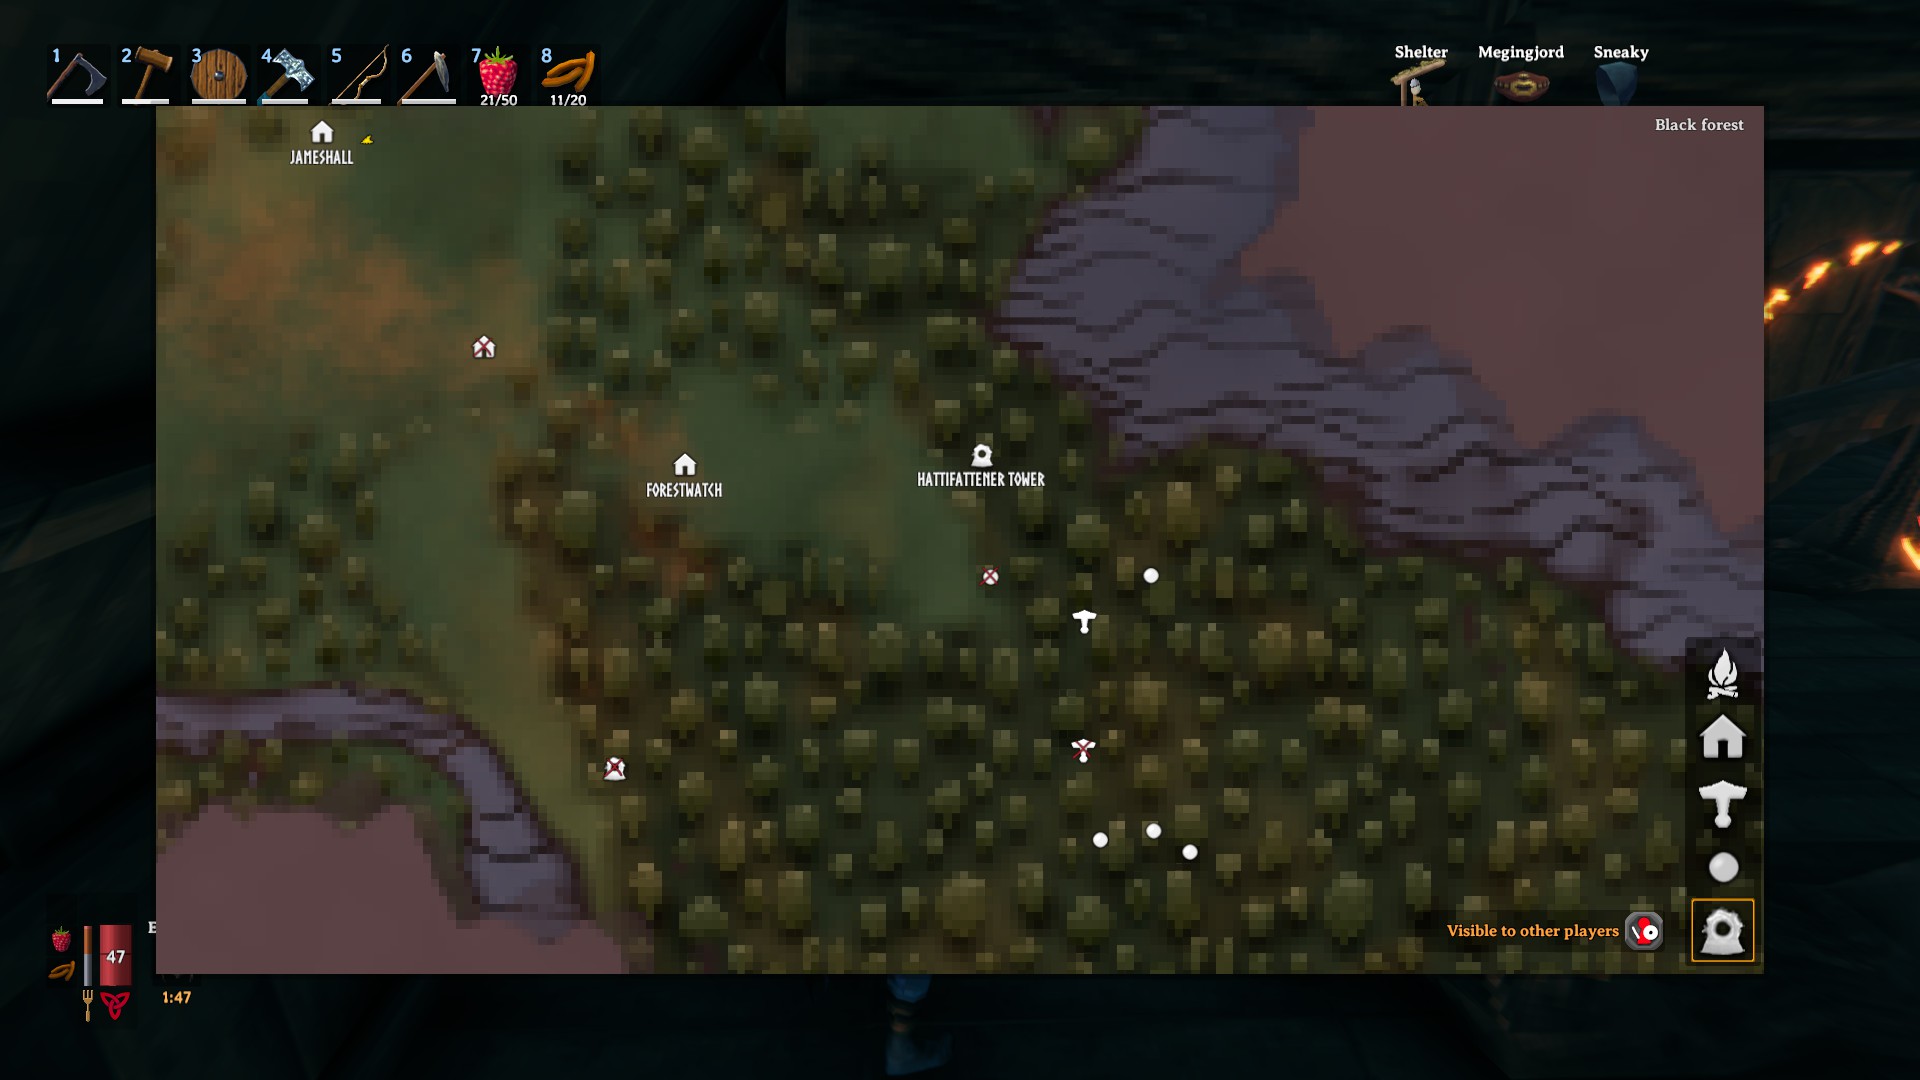 1 2 3 4 5 6 7 8
21/50 11/20
Shelter Megingjord Sneaky
Black forest
JAMESHALL
FORESTWATCH
HATTIFATTENER TOWER
Visible to other players
47
E
1:47